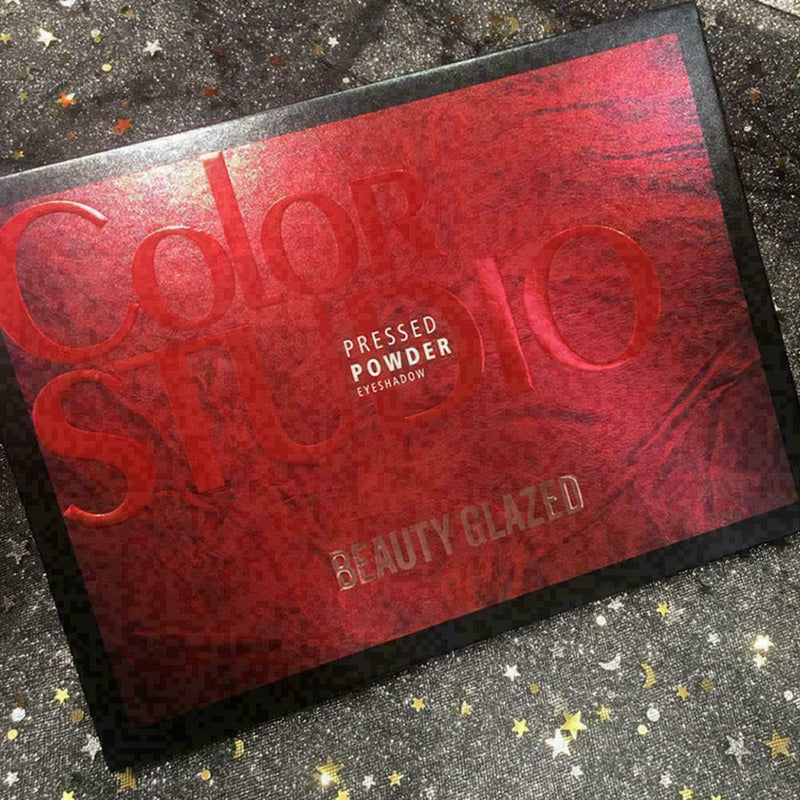 Color
STUDIO
PRESSED
POWDER
EYESHADOW
BEAUTY GLAZED